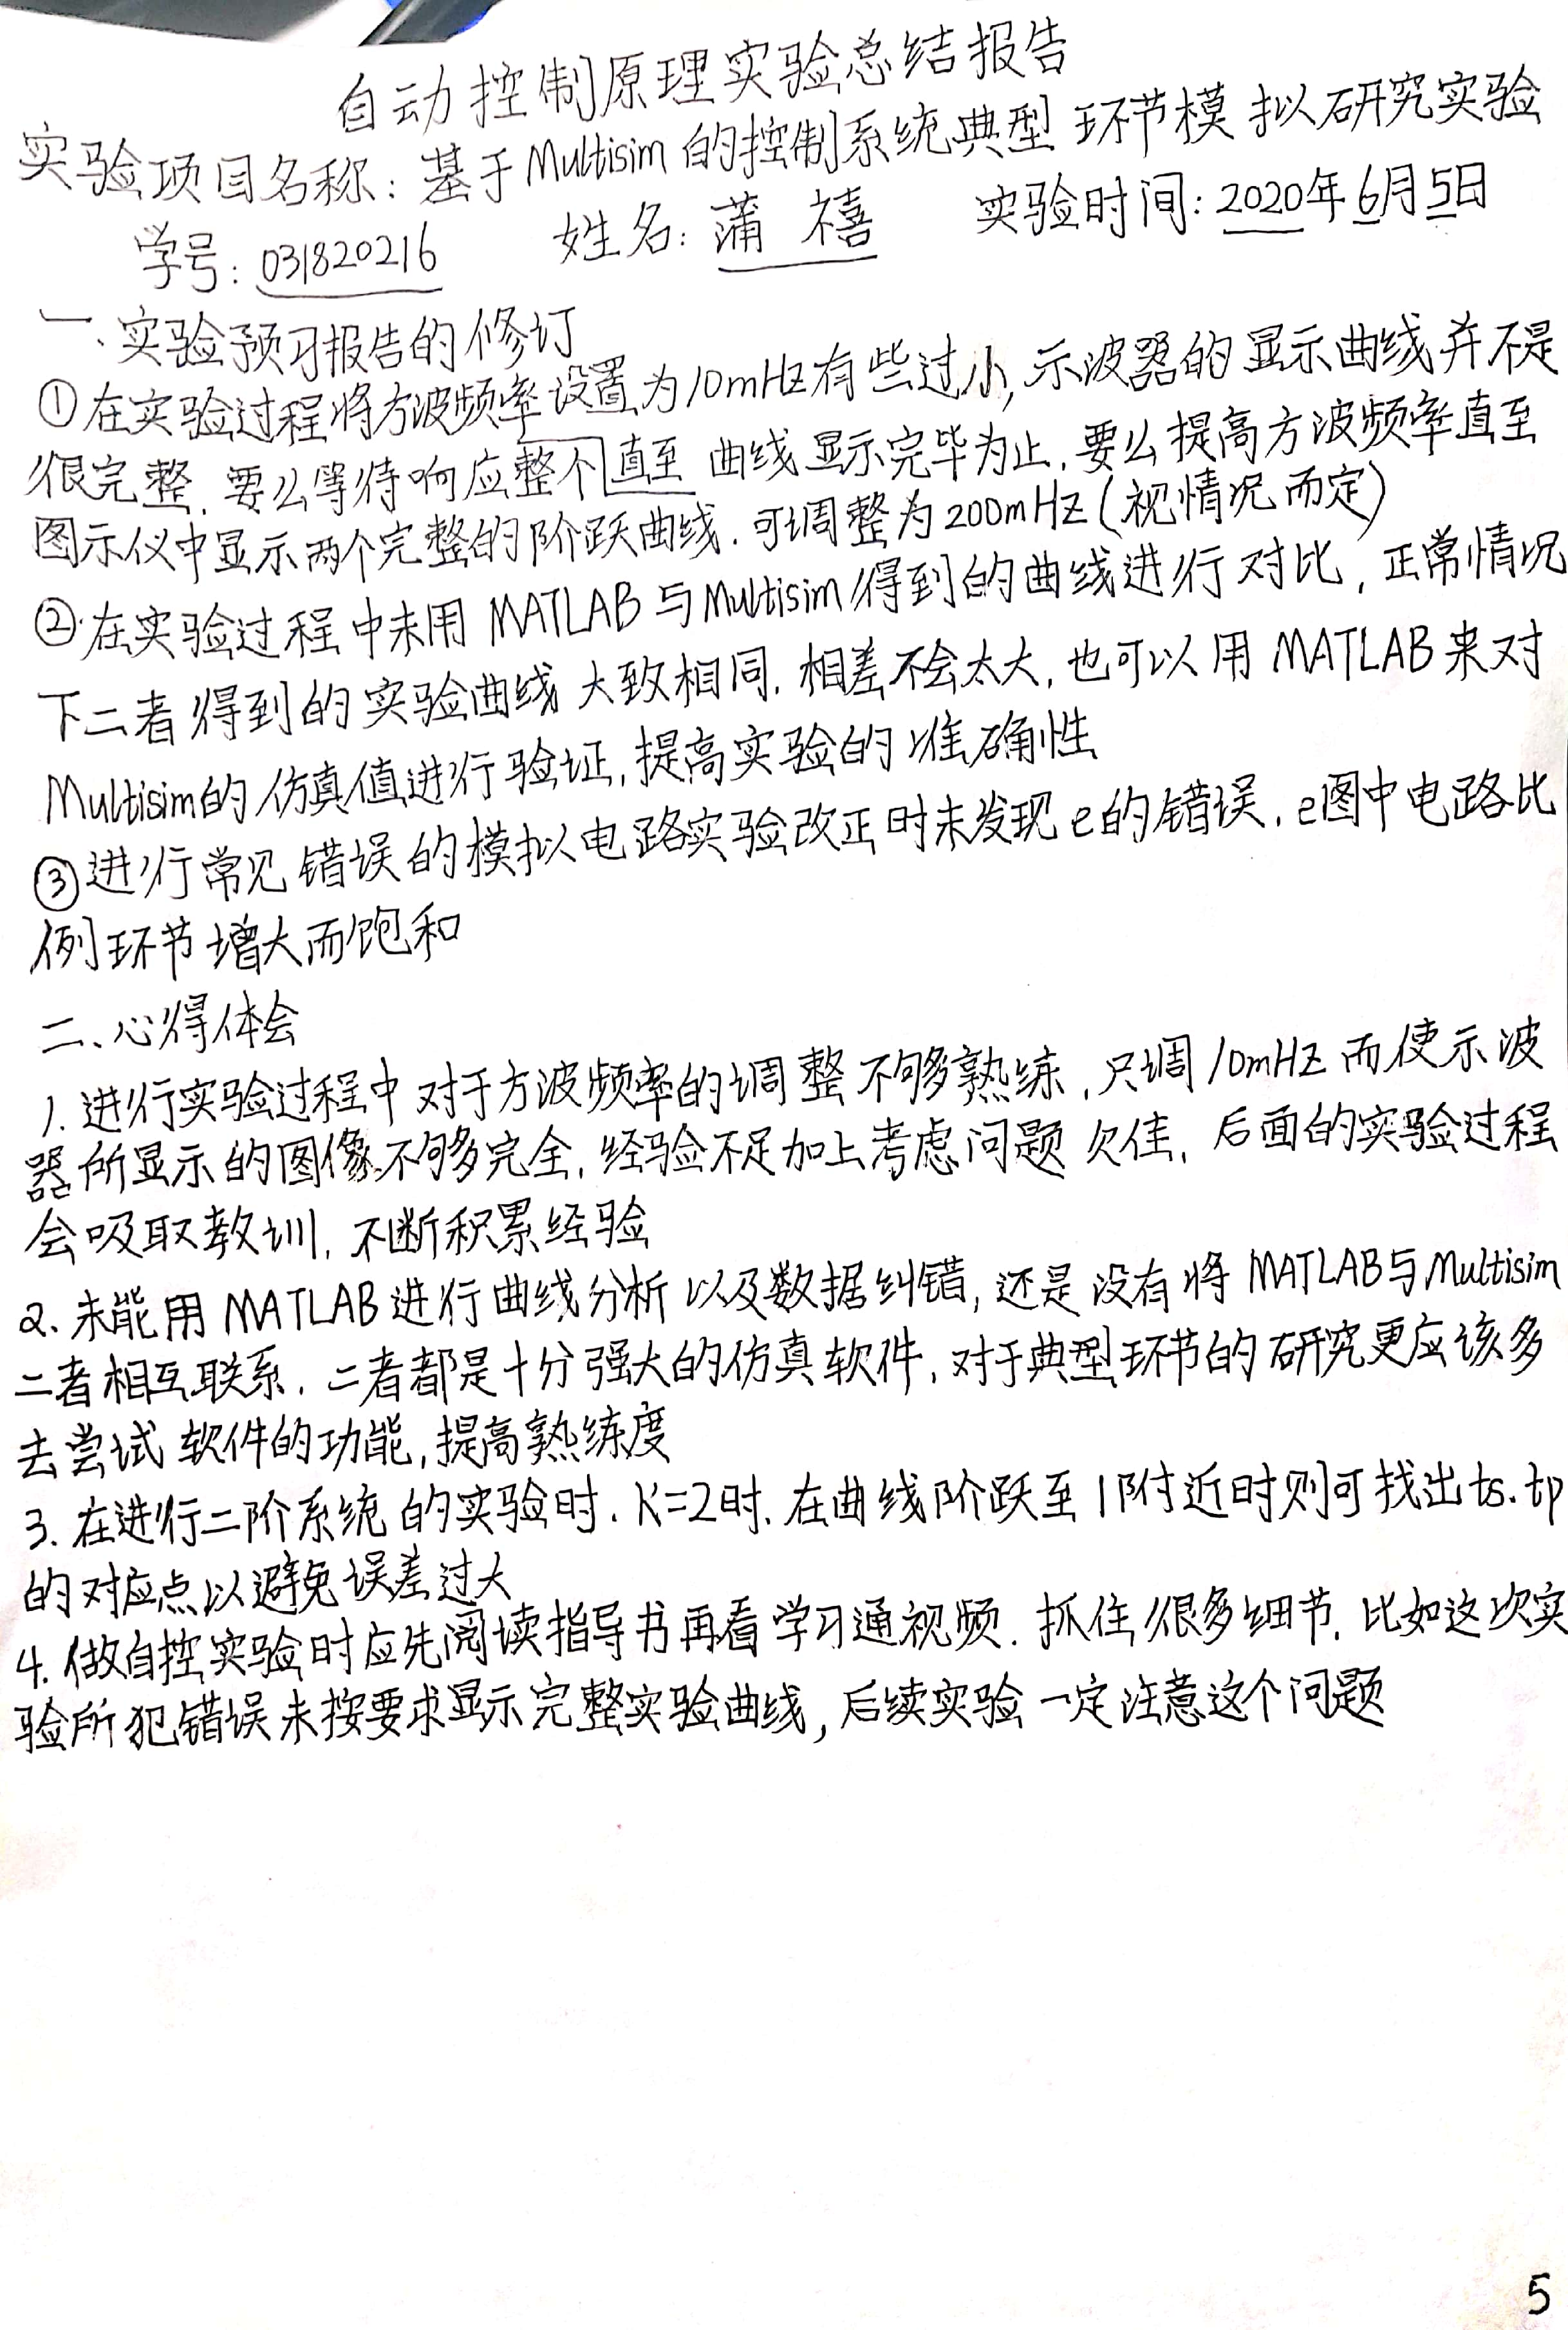 自动控制原理实验总结报告
实验项目名称：基于Multisim的控制系统典型环节模拟研究实验
学号：031820216 姓名：蒲禧 实验时间：2020年6月5日
一、实验预习报告的修订
①在实验过程将方波频率设置为10mHz有些过小，示波器的显示曲线并不是
很完整，要么等待响应整个直至曲线显示完毕为止，要么提高方波频率直至
图示仪中显示两个完整的阶跃曲线，可调整为200mHz(视情况而定)
②在实验过程中未用MATLAB与Multisim得到的曲线进行对比，正常情况
下二者得到的实验曲线大致相同，相差不会太大，也可以用MATLAB来对
Multisim的仿真值进行验证，提高实验的准确性
③进行常见错误的模拟电路实验改正时未发现e的错误，e图中电路比
例环节增大而饱和
二、心得体会
1.进行实验过程中对于方波频率的调整不够熟练，只调10mHz而使示波
器所显示的图像不够完全，经验不足加上考虑问题欠佳，后面的实验过程
会吸取教训，不断积累经验
2.未能用MATLAB进行曲线分析以及数据纠错，还是没有将MATLAB与Multisim
二者相互联系，二者都是十分强大的仿真软件，对于典型环节的研究更应该多
去尝试软件的功能，提高熟练度
3.在进行二阶系统的实验时，K=2时，在曲线阶跃至1附近时则可找出ts.tp
的对应点以避免误差过大
4.做自控实验时应先阅读指导书再看学习通视频，抓住很多细节，比如这次实
验所犯错误未按要求显示完整实验曲线，后续实验一定注意这个问题
5